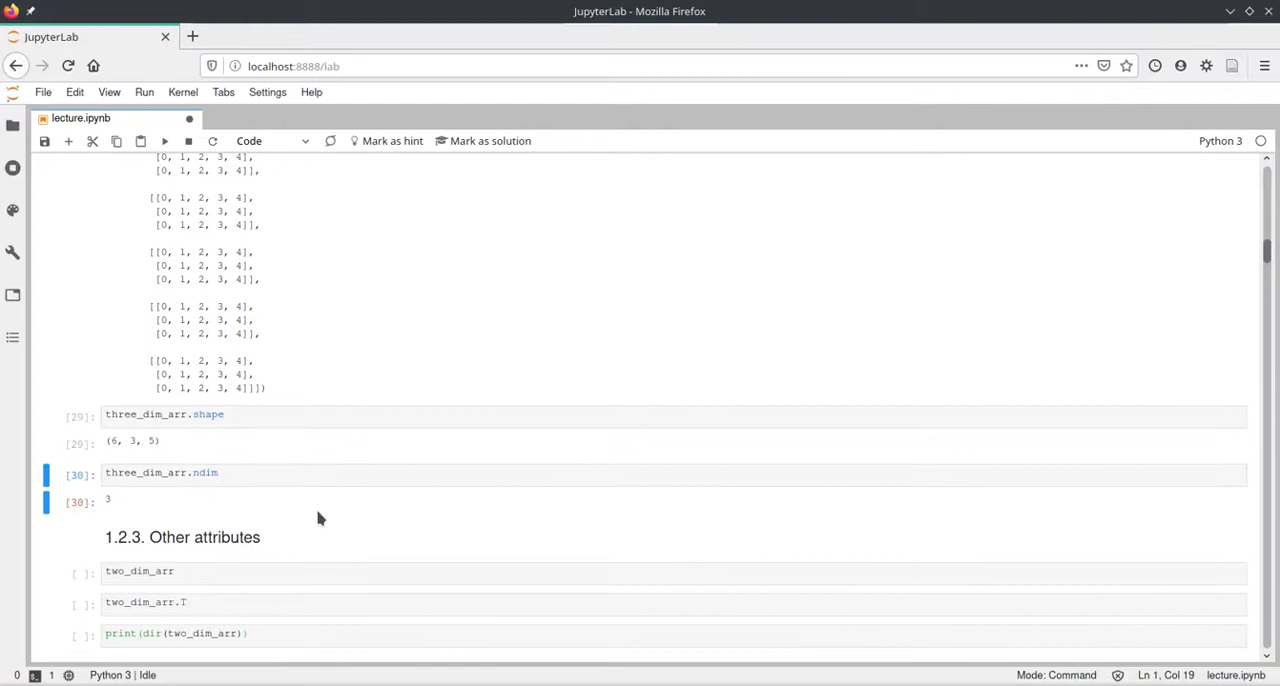 JupyterLab - Mozilla Firefox
JupyterLab
localhost:8888/lab
File Edit View Run Kernel Tabs Settings Help
lecture.ipynb
Code Mark as hint Mark as solution Python 3
[0, 1, 2, 3, 4],
[0, 1, 2, 3, 4]],
[[0, 1, 2, 3, 4],
[0, 1, 2, 3, 4],
[0, 1, 2, 3, 4]],
[[0, 1, 2, 3, 4],
[0, 1, 2, 3, 4],
[0, 1, 2, 3, 4]],
[[0, 1, 2, 3, 4],
[0, 1, 2, 3, 4],
[0, 1, 2, 3, 4]],
[[0, 1, 2, 3, 4],
[0, 1, 2, 3, 4],
[0, 1, 2, 3, 4]]])
[29]: three_dim_arr.shape
[29]: (6, 3, 5)
[30]: three_dim_arr.ndim
[30]: 3
1.2.3. Other attributes
[ ]: two_dim_arr
[ ]: two_dim_arr.T
[ ]: print(dir(two_dim_arr))
0 1 Python 3 | Idle Mode: Command Ln 1, Col 19 lecture.ipynb